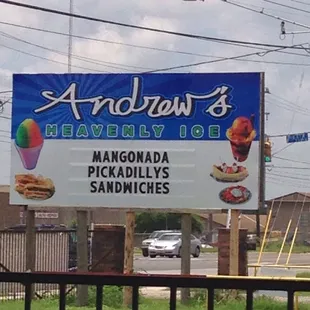 Andrew's
HEAVENLY ICE
MANGONADA
PICKADILLYS
SANDWICHES